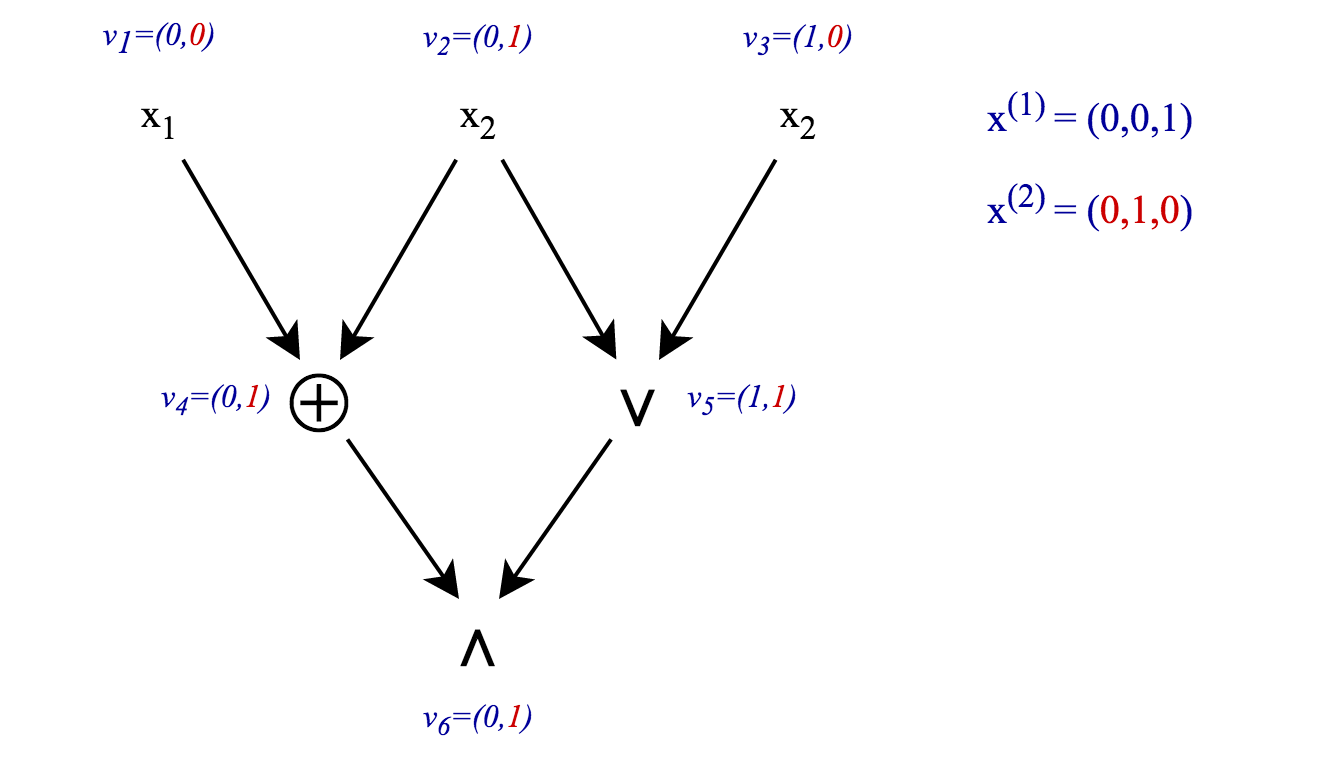 v₁=(0,0) v₂=(0,1) v₃=(1,0)
x₁ x₂ x₂
x⁽¹⁾ = (0,0,1)
x⁽²⁾ = (0,1,0)
v₄=(0,1) ⊕ ∨ v₅=(1,1)
∧
v₆=(0,1)